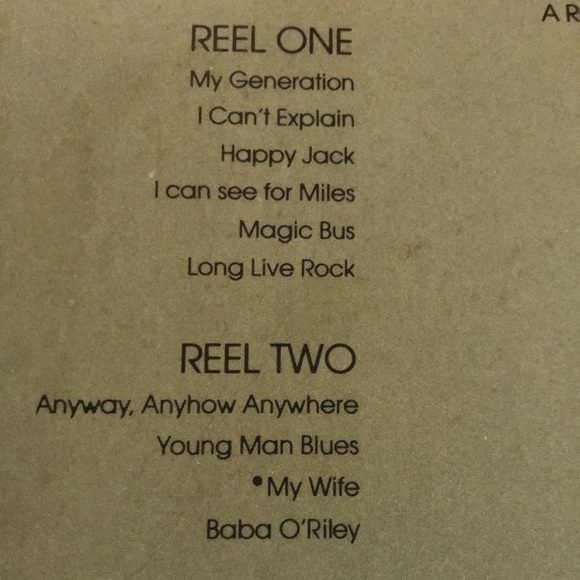 A R
REEL ONE
My Generation
I Can't Explain
Happy Jack
I can see for Miles
Magic Bus
Long Live Rock
REEL TWO
Anyway, Anyhow Anywhere
Young Man Blues
•My Wife
Baba O'Riley